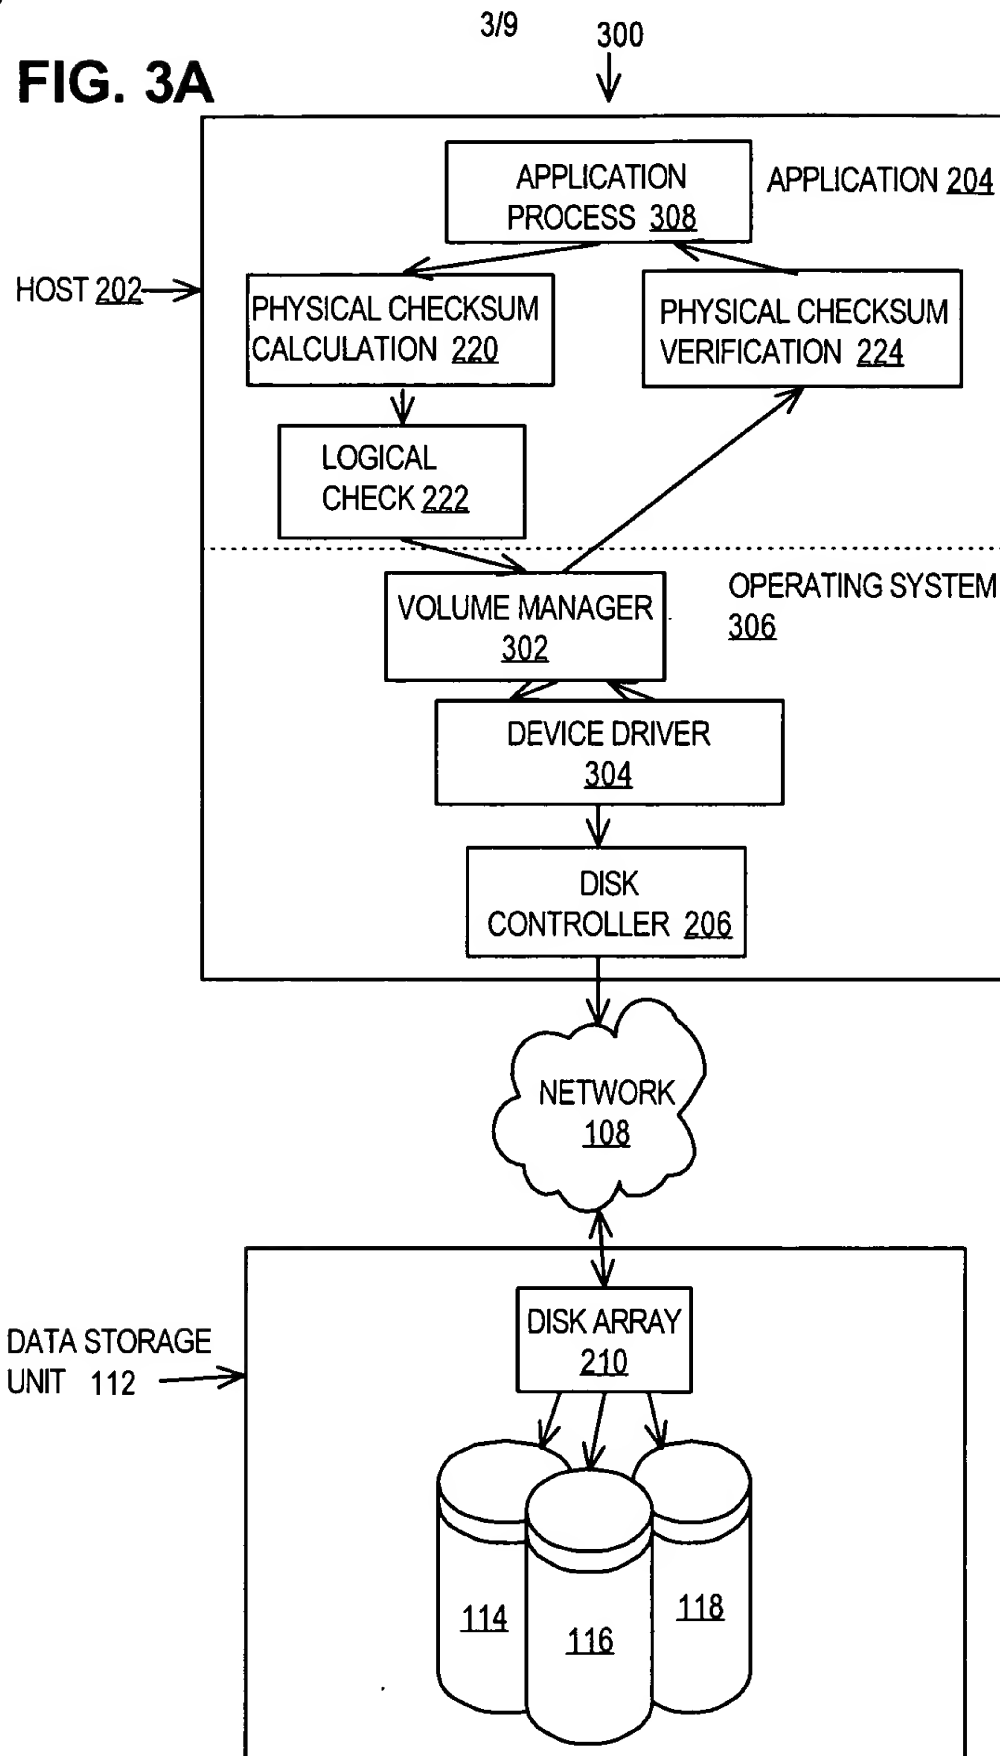 3/9
300
FIG. 3A
APPLICATION
PROCESS 308
APPLICATION 204
HOST 202
PHYSICAL CHECKSUM
CALCULATION 220
PHYSICAL CHECKSUM
VERIFICATION 224
LOGICAL
CHECK 222
VOLUME MANAGER
302
OPERATING SYSTEM
306
DEVICE DRIVER
304
DISK
CONTROLLER 206
NETWORK
108
DISK ARRAY
210
DATA STORAGE
UNIT 112
114
116
118